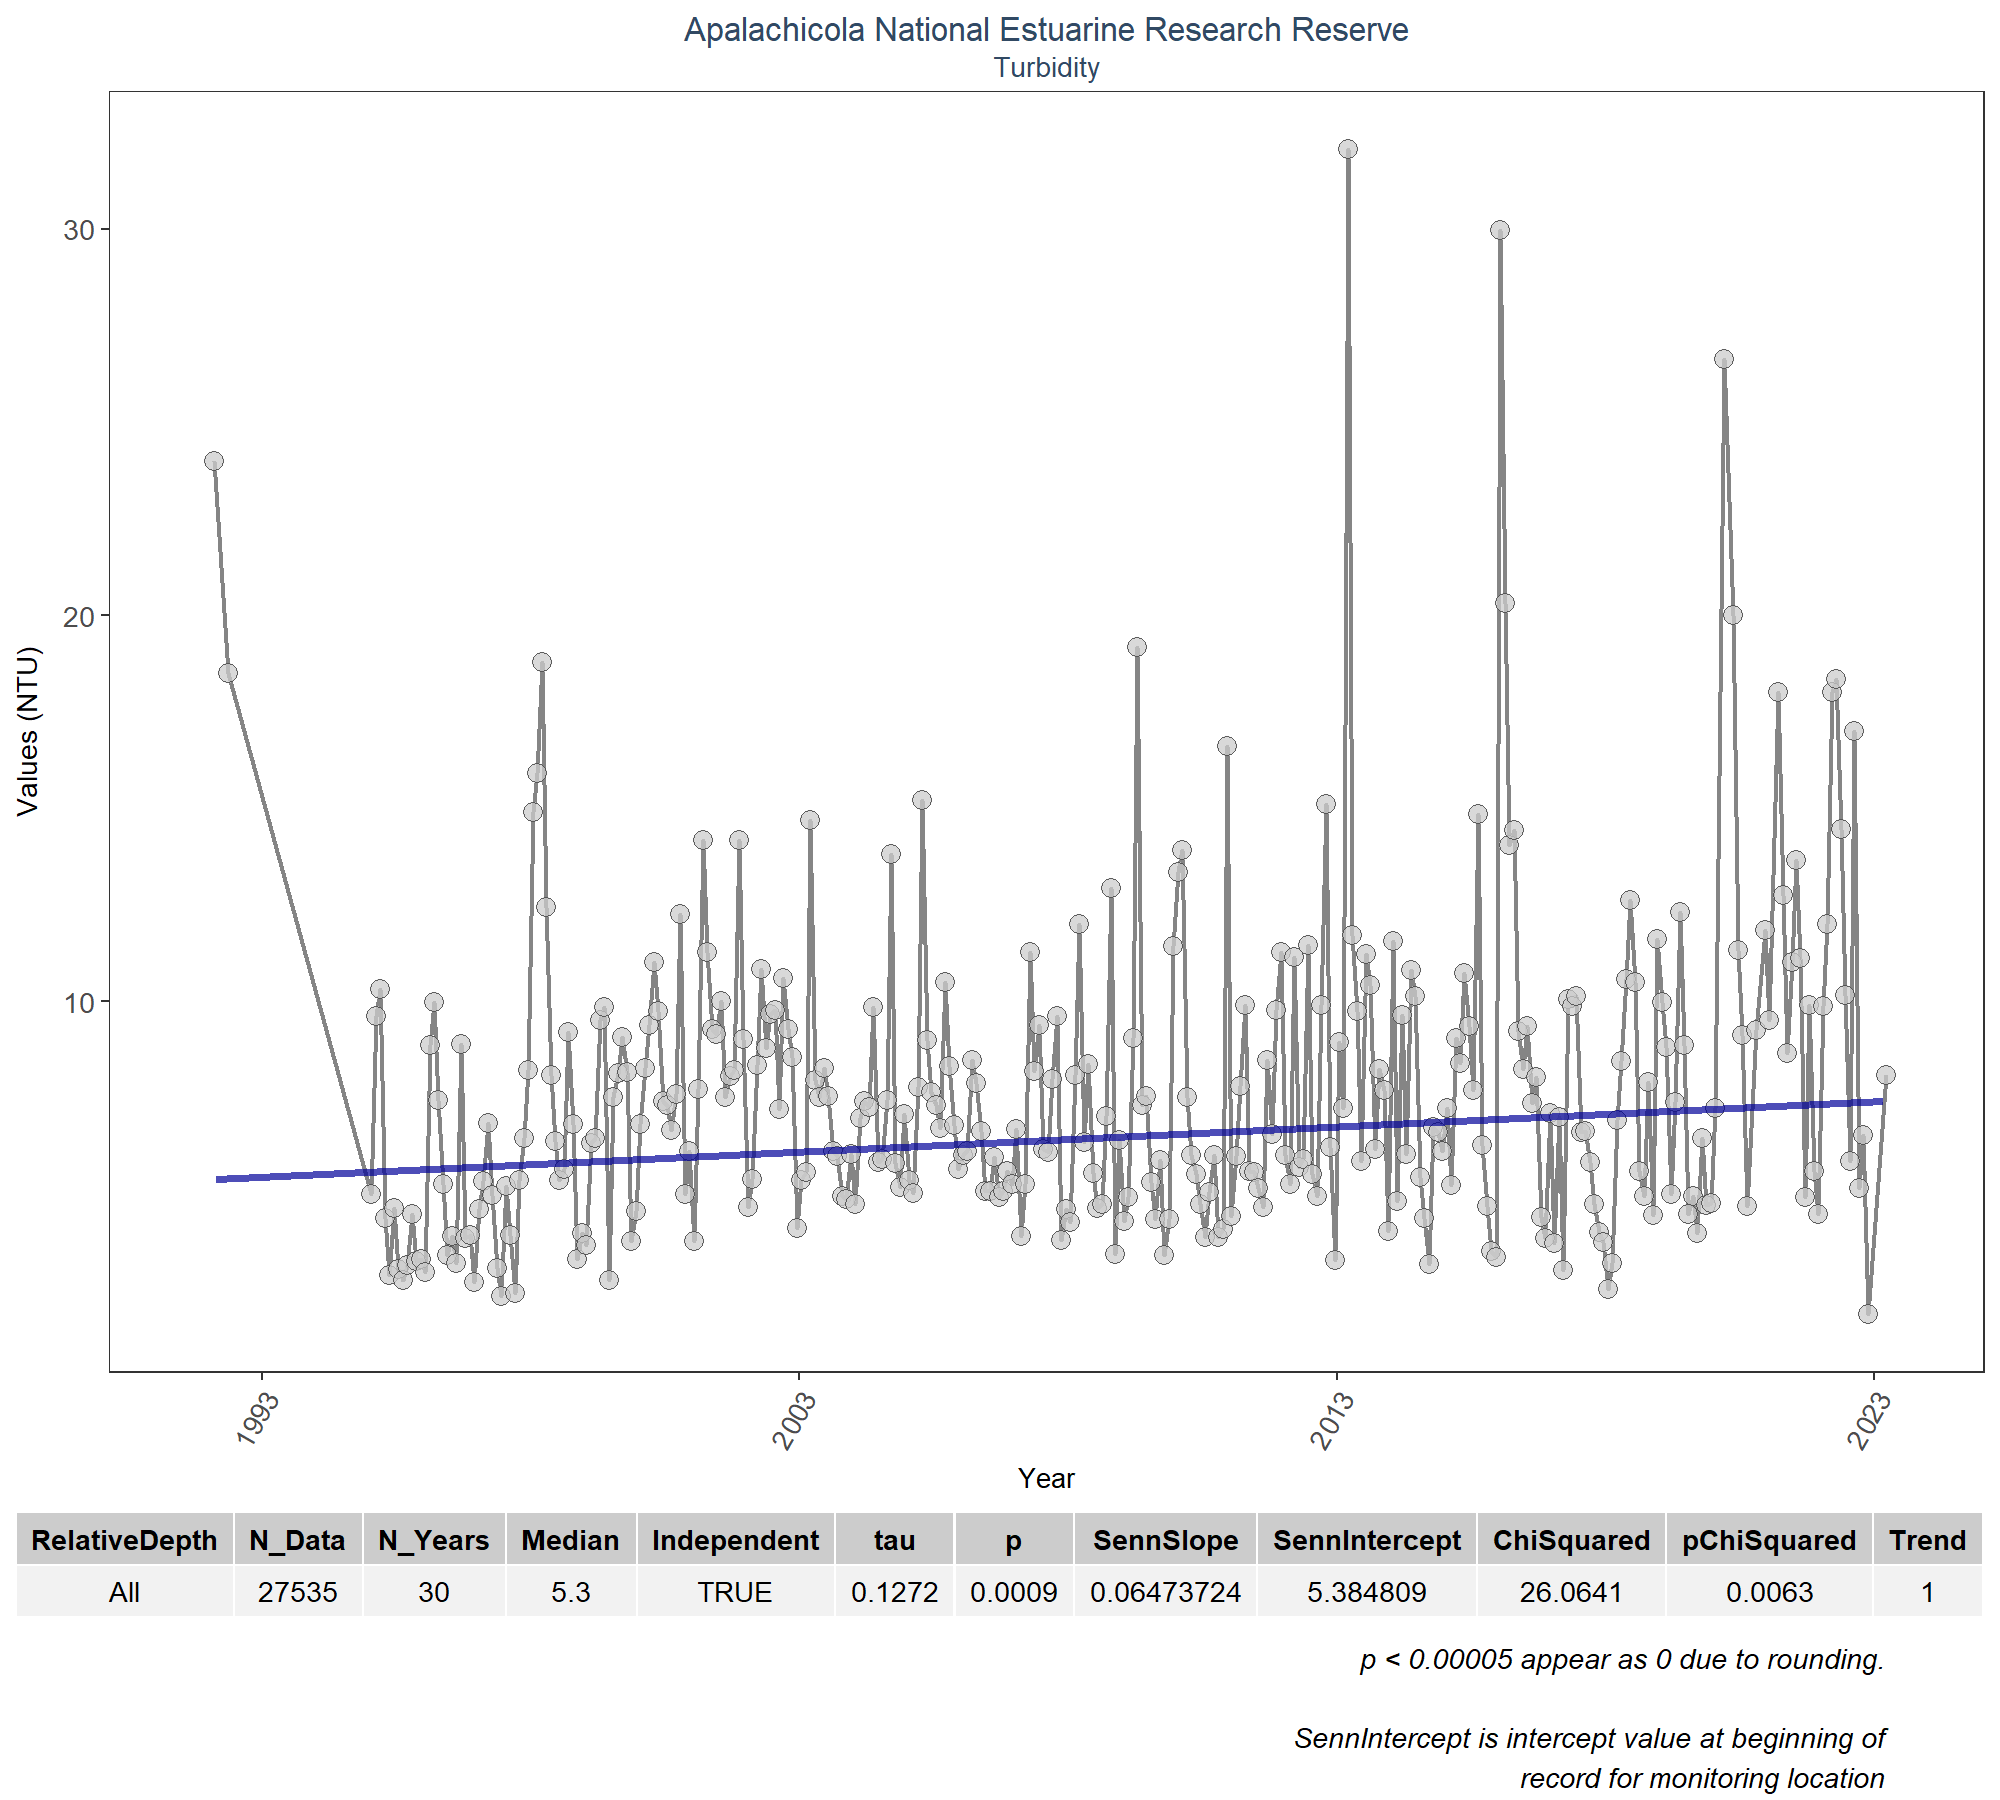 Apalachicola National Estuarine Research Reserve
Turbidity
Values (NTU)
30
20
10
1993
2003
2013
2023
Year
RelativeDepth N_Data N_Years Median Independent tau p SennSlope SennIntercept ChiSquared pChiSquared Trend
All 27535 30 5.3 TRUE 0.1272 0.0009 0.06473724 5.384809 26.0641 0.0063 1
p < 0.00005 appear as 0 due to rounding.
SennIntercept is intercept value at beginning of
record for monitoring location